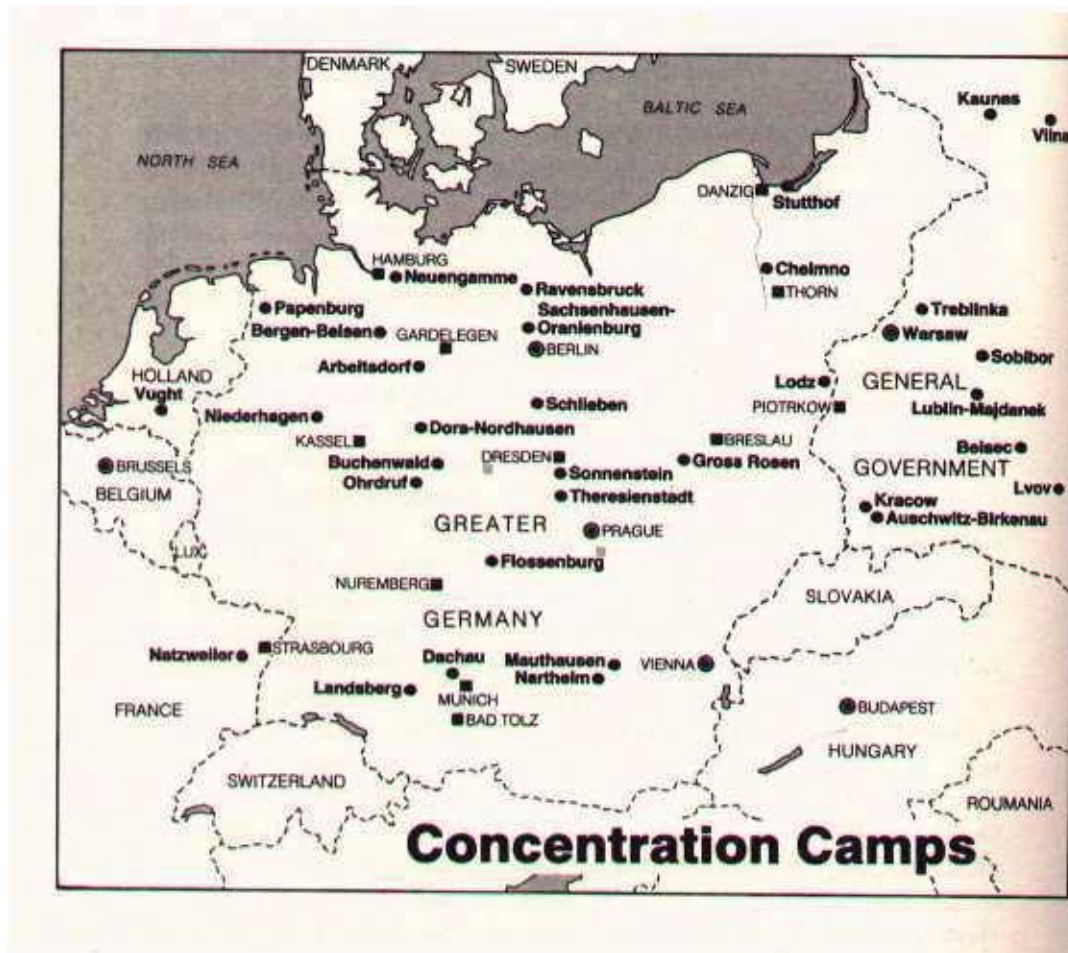 DENMARK
SWEDEN
BALTIC SEA
NORTH SEA
Kaunas
Vilna
DANZIG
Stutthof
HAMBURG
Neuengamme
Chelmno
THORN
Ravensbruck
Sachsenhausen-
Oranienburg
BERLIN
Papenburg
Bergen-Belsen
GARDELEGEN
Arbeitsdorf
Treblinka
Warsaw
Sobibor
HOLLAND
Vught
Lodz
GENERAL
PIOTRKOW
Lublin-Majdanek
Niederhagen
Schlieben
Dora-Nordhausen
KASSEL
BRESLAU
Belsec
BRUSSELS
Buchenwald
DRESDEN
Sonnenstein
Gross Rosen
GOVERNMENT
BELGIUM
Ohrdruf
Theresienstadt
Lvov
Kracow
Auschwitz-Birkenau
GREATER
PRAGUE
LUX.
Flossenburg
NUREMBERG
SLOVAKIA
GERMANY
Natzweiler
STRASBOURG
Dachau
Mauthausen
Nartheim
VIENNA
Landsberg
MUNICH
BAD TOLZ
FRANCE
BUDAPEST
HUNGARY
SWITZERLAND
ROUMANIA
Concentration Camps